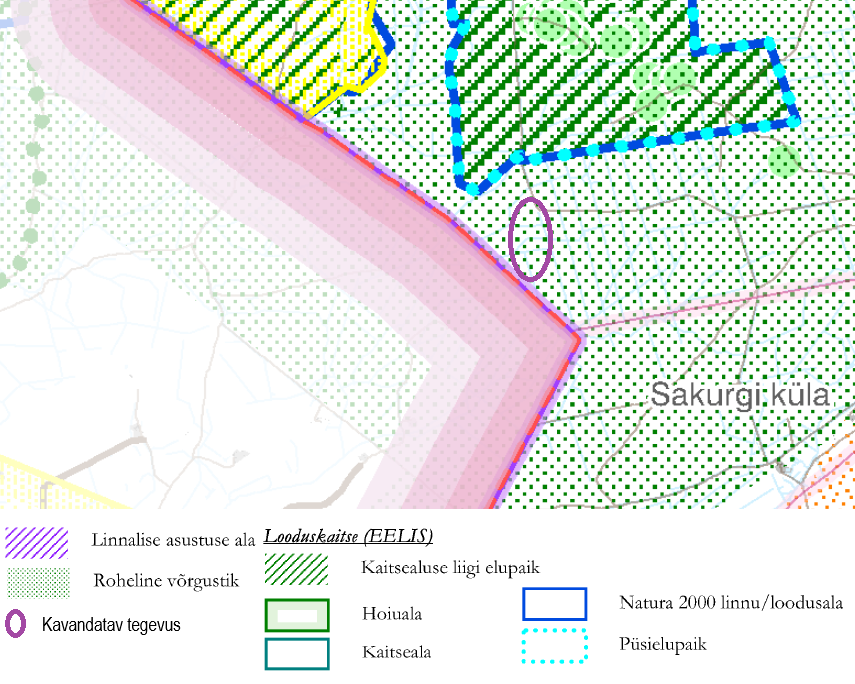 Sakurgi küla
Linnalise asustuse ala
Roheline võrgustik
Kavandatav tegevus
Looduskaitse (EELIS)
Kaitsealuse liigi elupaik
Hoiuala
Kaitseala
Natura 2000 linnu/loodusala
Püsielupaik